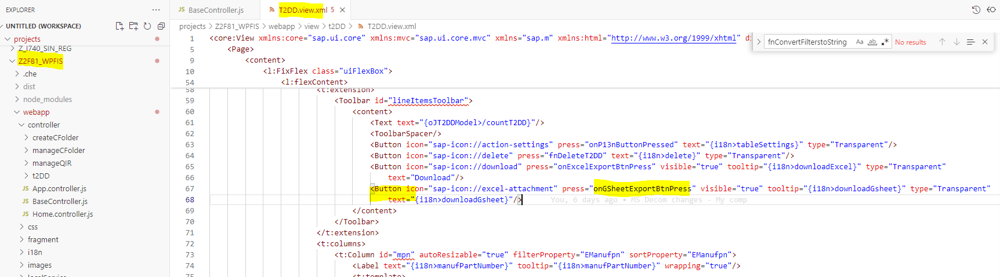 EXPLORER
UNTITLED (WORKSPACE)
projects
Z_I740_SIN_REG
Z2F81_WPFIS
.che
dist
node_modules
webapp
controller
createCFolder
manageCFolder
manageQIR
t2DD
App.controller.js
BaseController.js
Home.controller.js
css
fragment
i18n
images
localService
JS BaseController.js
T2DD.view.xml 5
projects > Z2F81_WPFIS > webapp > view > t2DD > T2DD.view.xml
fnConvertFilterstoString Aa ab .* No results
1 <core:View xmlns:core="sap.ui.core" xmlns:mvc="sap.ui.core.mvc" xmlns="sap.m" xmlns:html="http://www.w3.org/1999/xhtml" d
5 <Page>
9 <content>
10 <l:FixFlex class="uiFlexBox">
54 <l:flexContent>
58 <t:extension>
59 <Toolbar id="lineItemsToolbar">
60 <content>
61 <Text text="{oJT2DDModel>/countT2DD}"/>
62 <ToolbarSpacer/>
63 <Button icon="sap-icon://action-settings" press="onP13nButtonPressed" text="{i18n>tableSettings}" type="Transparent"/>
64 <Button icon="sap-icon://delete" press="fnDeleteT2DD" text="{i18n>delete}" type="Transparent"/>
65 <Button icon="sap-icon://download" press="onExcelExportBtnPress" visible="true" tooltip="{i18n>downloadExcel}" type="Transparent"
66 text="Download"/>
67 <Button icon="sap-icon://excel-attachment" press="onGSheetExportBtnPress" visible="true" tooltip="{i18n>downloadGsheet}" type="Transparent"
68 text="{i18n>downloadGsheet}"/> You, 6 days ago • MS Decom changes - My comp
69 </content>
70 </Toolbar>
71 </t:extension>
72 <t:columns>
73 <t:Column id="mpn" autoResizable="true" filterProperty="EManufpn" sortProperty="EManufpn">
74 <Label text="{i18n>manufPartNumber}" tooltip="{i18n>manufPartNumber}" wrapping="true"/>
75 <t:template>